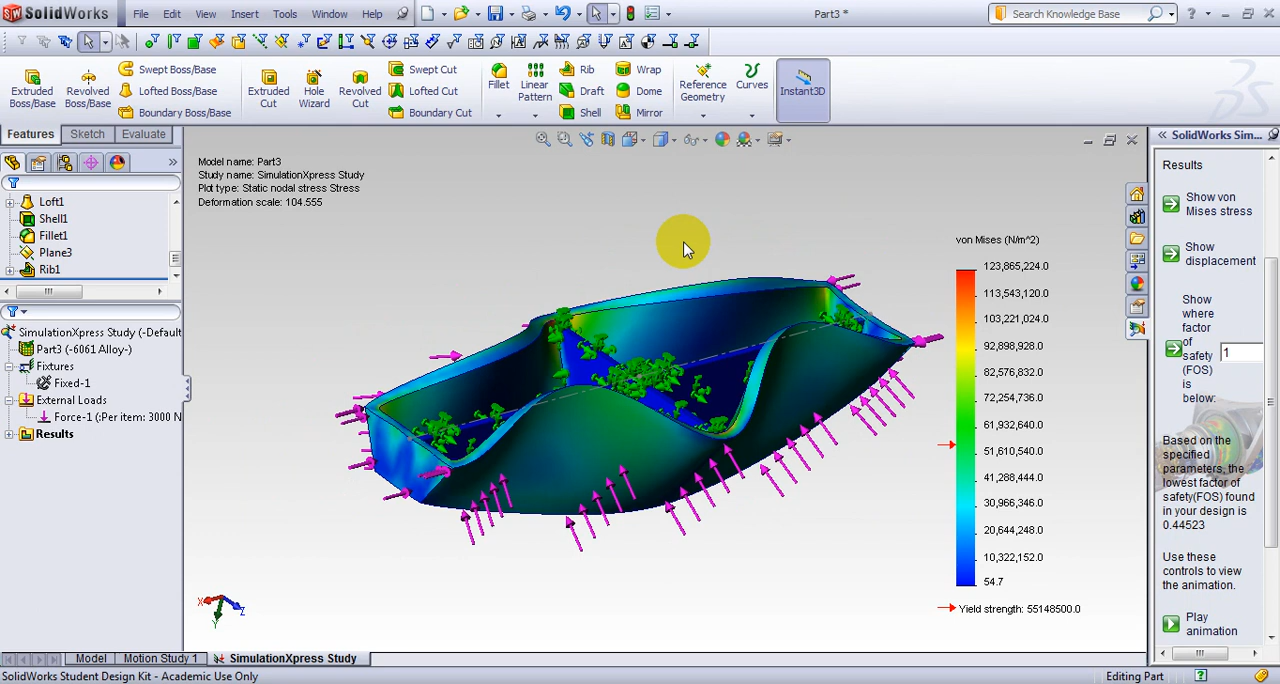 SolidWorks
File Edit View Insert Tools Window Help
Part3 *
Search Knowledge Base
Extruded Boss/Base
Revolved Boss/Base
Swept Boss/Base
Lofted Boss/Base
Boundary Boss/Base
Extruded Cut
Hole Wizard
Revolved Cut
Swept Cut
Lofted Cut
Boundary Cut
Fillet
Linear Pattern
Rib
Draft
Shell
Wrap
Dome
Mirror
Reference Geometry
Curves
Instant3D
Features Sketch Evaluate
Loft1
Shell1
Fillet1
Plane3
Rib1
SimulationXpress Study (-Default
Part3 (-6061 Alloy-)
Fixtures
Fixed-1
External Loads
Force-1 (:Per item: 3000 N
Results
Model name: Part3
Study name: SimulationXpress Study
Plot type: Static nodal stress Stress
Deformation scale: 104.555
von Mises (N/m^2)
123,865,224.0
113,543,120.0
103,221,024.0
92,898,928.0
82,576,832.0
72,254,736.0
61,932,640.0
51,610,540.0
41,288,444.0
30,966,346.0
20,644,248.0
10,322,152.0
54.7
Yield strength: 55148500.0
X
Y
Z
SolidWorks Sim...
Results
Show von
Mises stress
Show
displacement
Show
where
factor
of
safety
(FOS)
is
below:
1
Based on the
specified
parameters, the
lowest factor of
safety(FOS) found
in your design is
0.44523
Use these
controls to view
the animation.
Play
animation
Model Motion Study 1 SimulationXpress Study
SolidWorks Student Design Kit - Academic Use Only
Editing Part